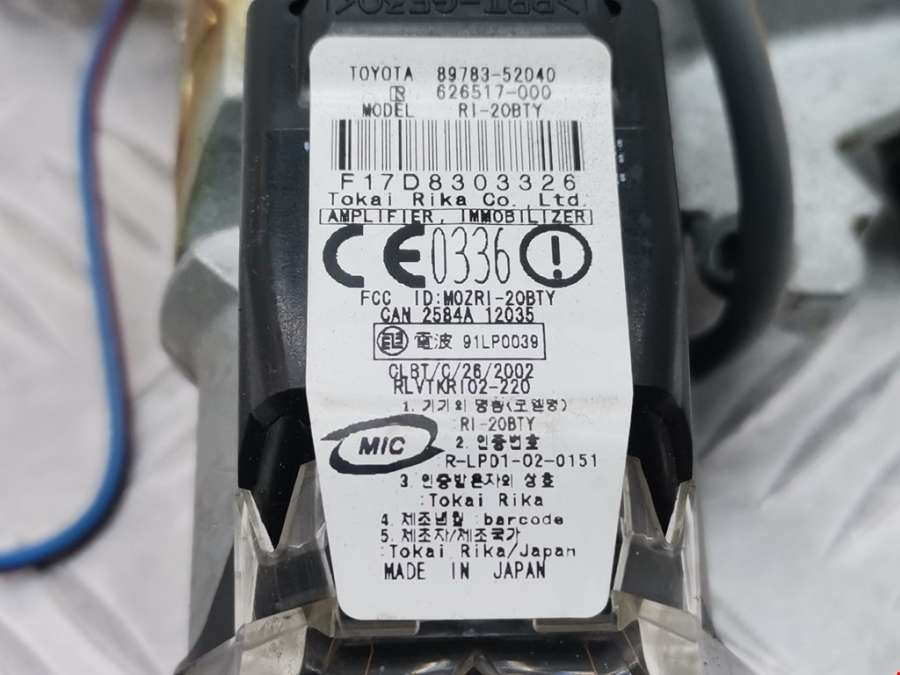 >PBT-GF30<
TOYOTA 89783-52040
R 626517-000
MODEL RI-20BTY
F17D8303326
Tokai Rika Co.,Ltd.
AMPLIFIER, IMMOBILIZER
CE0336
FCC ID:MOZRI-20BTY
CAN 2584A 12035
電波 91LP0039
CLBT/C/26/2002
RLVTKRI02-220
1. 기기의 명칭(모델명)
:RI-20BTY
MIC
2. 인증번호
:R-LPD1-02-0151
3. 인증받은자의 상호
:Tokai Rika
4. 제조년월 :barcode
5. 제조자/제조국가
:Tokai Rika/Japan
MADE IN JAPAN